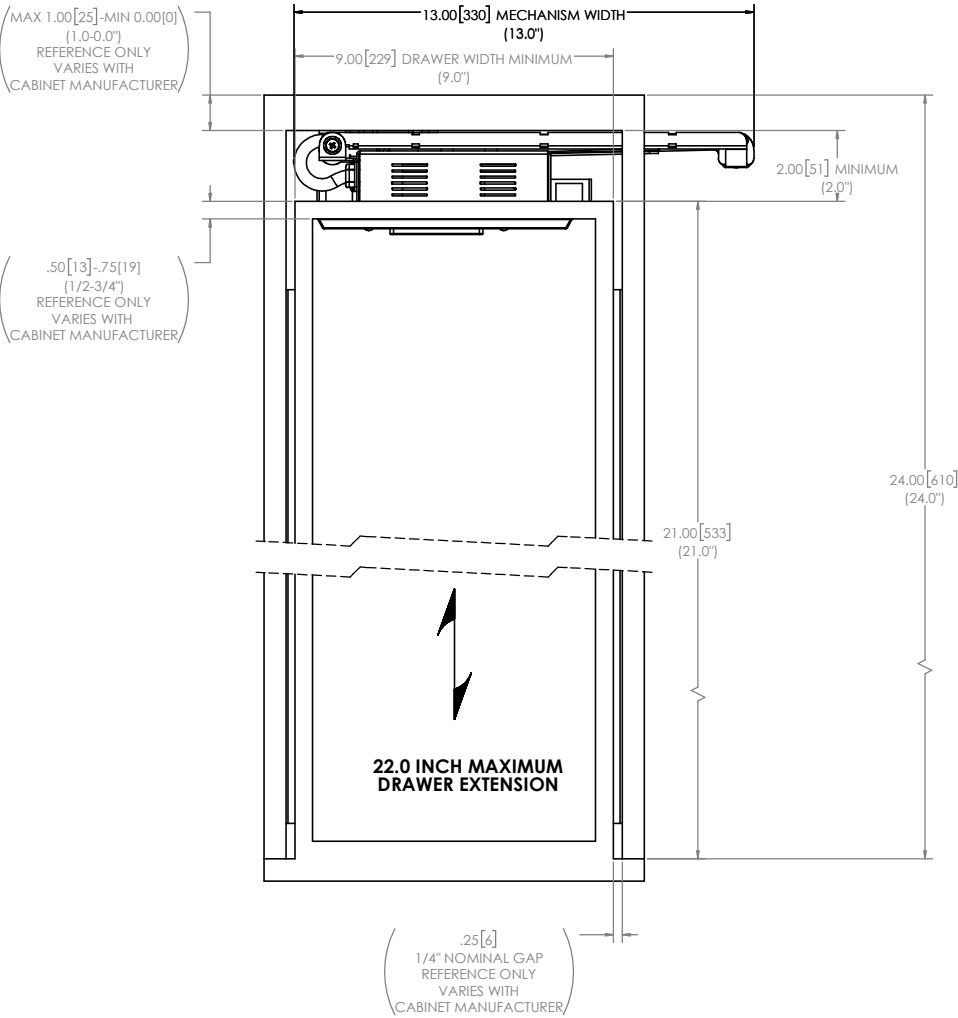 MAX 1.00[25]-MIN 0.00[0]
(1.0-0.0")
REFERENCE ONLY
VARIES WITH
CABINET MANUFACTURER
13.00[330] MECHANISM WIDTH
(13.0")
9.00[229] DRAWER WIDTH MINIMUM
(9.0")
2.00[51] MINIMUM
(2.0")
.50[13]-.75[19]
(1/2-3/4")
REFERENCE ONLY
VARIES WITH
CABINET MANUFACTURER
24.00[610]
(24.0")
21.00[533]
(21.0")
22.0 INCH MAXIMUM
DRAWER EXTENSION
.25[6]
1/4" NOMINAL GAP
REFERENCE ONLY
VARIES WITH
CABINET MANUFACTURER